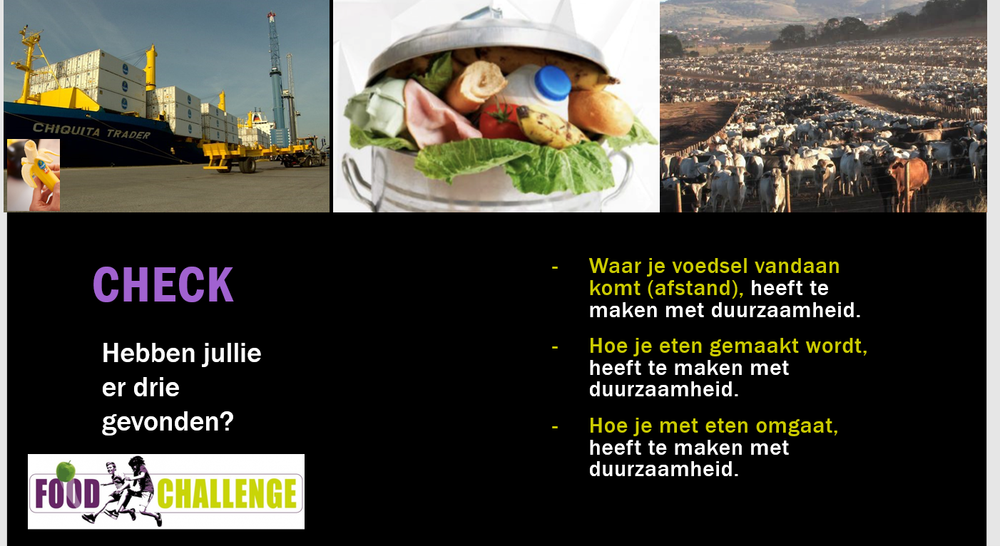 CHIQUITA TRADER
CHECK
Hebben jullie
er drie
gevonden?
FOOD CHALLENGE
- Waar je voedsel vandaan
komt (afstand), heeft te
maken met duurzaamheid.
- Hoe je eten gemaakt wordt,
heeft te maken met
duurzaamheid.
- Hoe je met eten omgaat,
heeft te maken met
duurzaamheid.